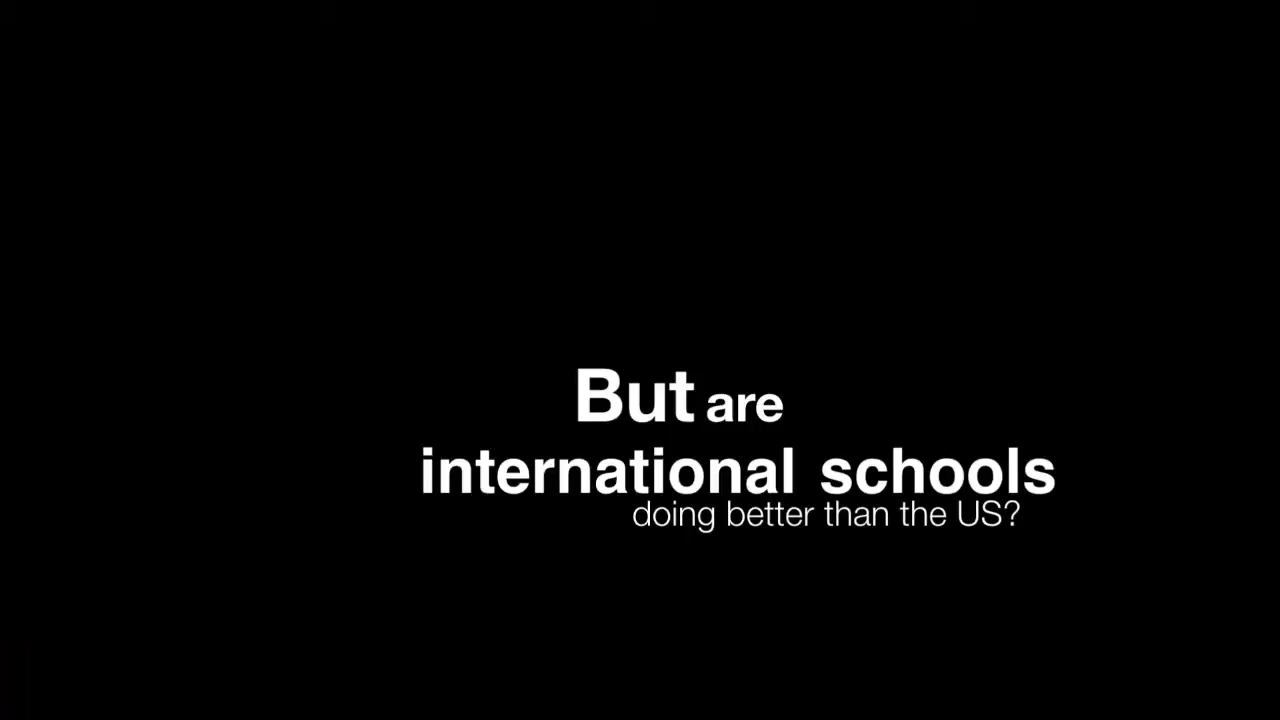 But are
international schools
doing better than the US?